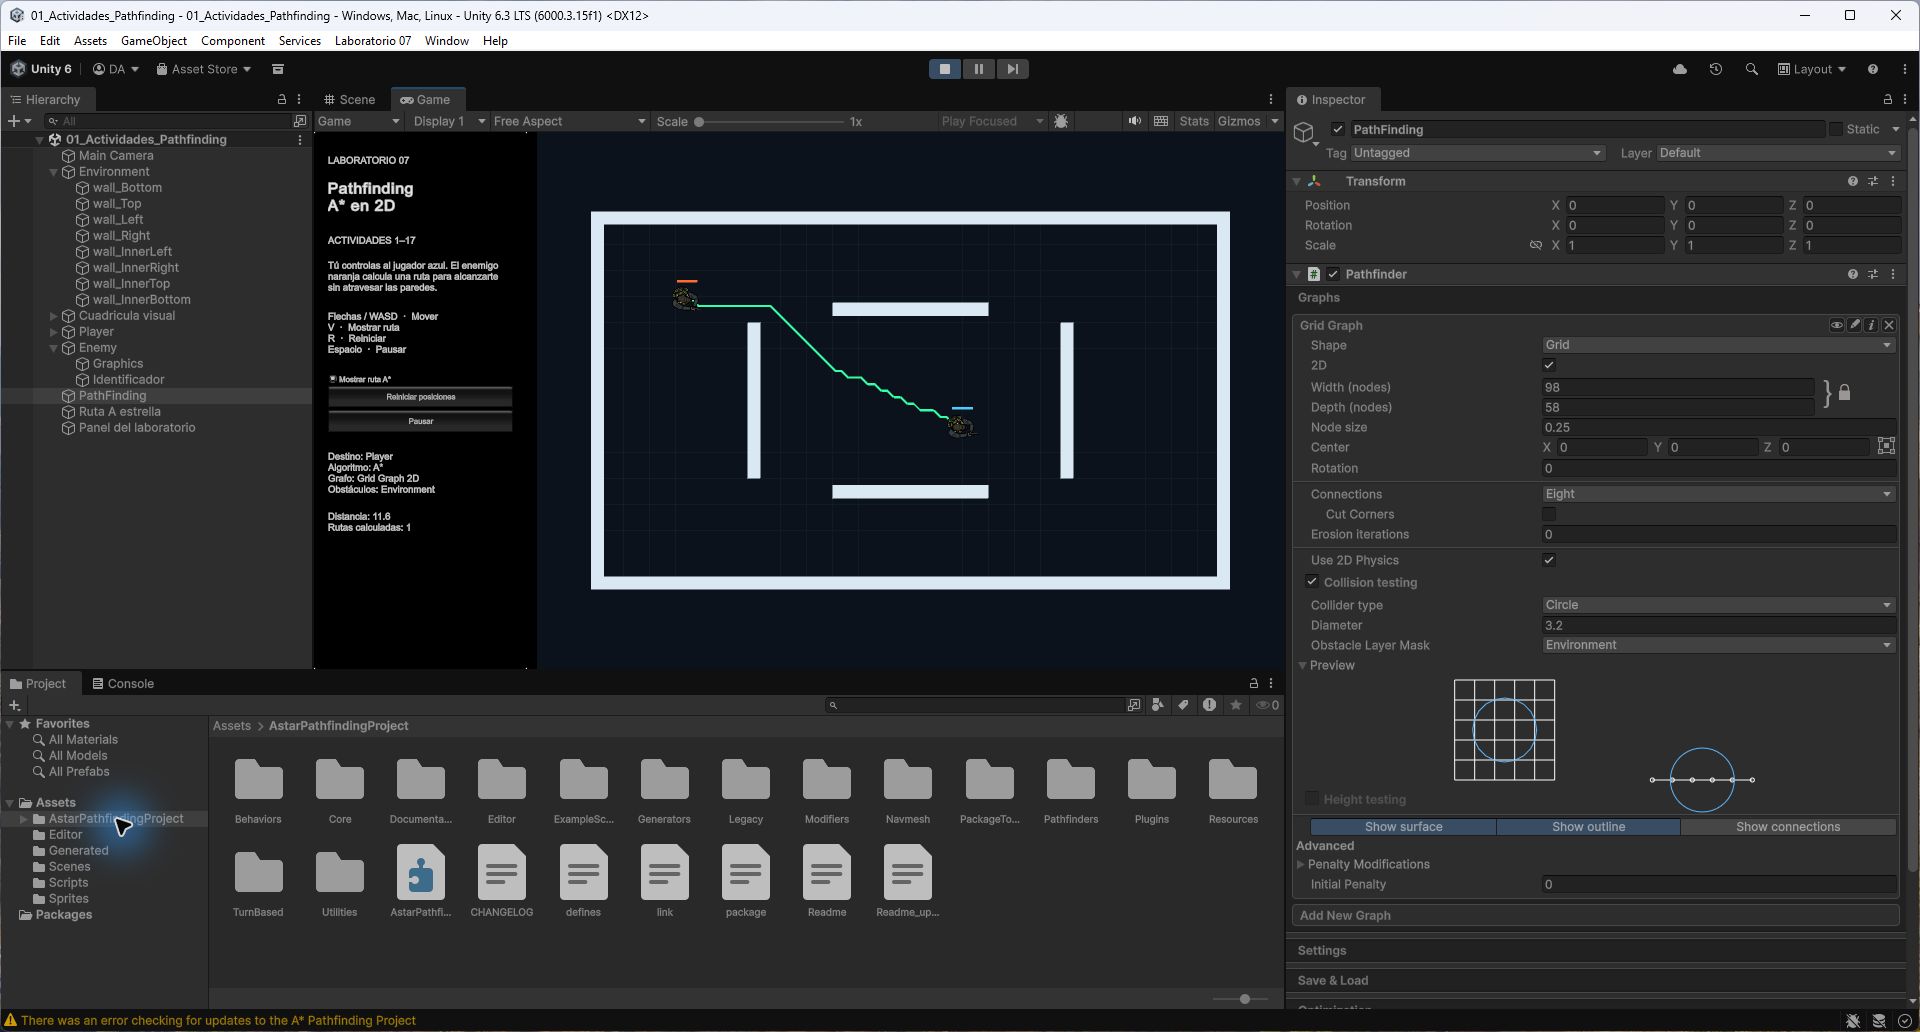 01_Actividades_Pathfinding - 01_Actividades_Pathfinding - Windows, Mac, Linux - Unity 6.3 LTS (6000.3.15f1) <DX12>
File Edit Assets GameObject Component Services Laboratorio 07 Window Help
Unity 6 DA Asset Store Layout
Hierarchy
All
01_Actividades_Pathfinding
Main Camera
Environment
wall_Bottom
wall_Top
wall_Left
wall_Right
wall_InnerLeft
wall_InnerRight
wall_InnerTop
wall_InnerBottom
Cuadricula visual
Player
Enemy
Graphics
Identificador
PathFinding
Ruta A estrella
Panel del laboratorio
Scene Game
Game Display 1 Free Aspect Scale 1x Play Focused Stats Gizmos
LABORATORIO 07
Pathfinding
A* en 2D
ACTIVIDADES 1–17
Tú controlas al jugador azul. El enemigo
naranja calcula una ruta para alcanzarte
sin atravesar las paredes.
Flechas / WASD · Mover
V · Mostrar ruta
R · Reiniciar
Espacio · Pausar
Mostrar ruta A*
Reiniciar posiciones
Pausar
Destino: Player
Algoritmo: A*
Grafo: Grid Graph 2D
Obstáculos: Environment
Distancia: 11.6
Rutas calculadas: 1
Inspector
PathFinding Static
Tag Untagged Layer Default
Transform
Position X 0 Y 0 Z 0
Rotation X 0 Y 0 Z 0
Scale X 1 Y 1 Z 1
Pathfinder
Graphs
Grid Graph
Shape Grid
2D
Width (nodes) 98
Depth (nodes) 58
Node size 0.25
Center X 0 Y 0 Z 0
Rotation 0
Connections Eight
Cut Corners
Erosion iterations 0
Use 2D Physics
Collision testing
Collider type Circle
Diameter 3.2
Obstacle Layer Mask Environment
Preview
Height testing
Show surface Show outline Show connections
Advanced
Penalty Modifications
Initial Penalty 0
Add New Graph
Settings
Save & Load
Project Console
0
Favorites
All Materials
All Models
All Prefabs
Assets
AstarPathfindingProject
Editor
Generated
Scenes
Scripts
Sprites
Packages
Assets > AstarPathfindingProject
Behaviors Core Documenta... Editor ExampleSc... Generators Legacy Modifiers Navmesh PackageTo... Pathfinders Plugins Resources
TurnBased Utilities AstarPathfi... CHANGELOG defines link package Readme Readme_up...
There was an error checking for updates to the A* Pathfinding Project